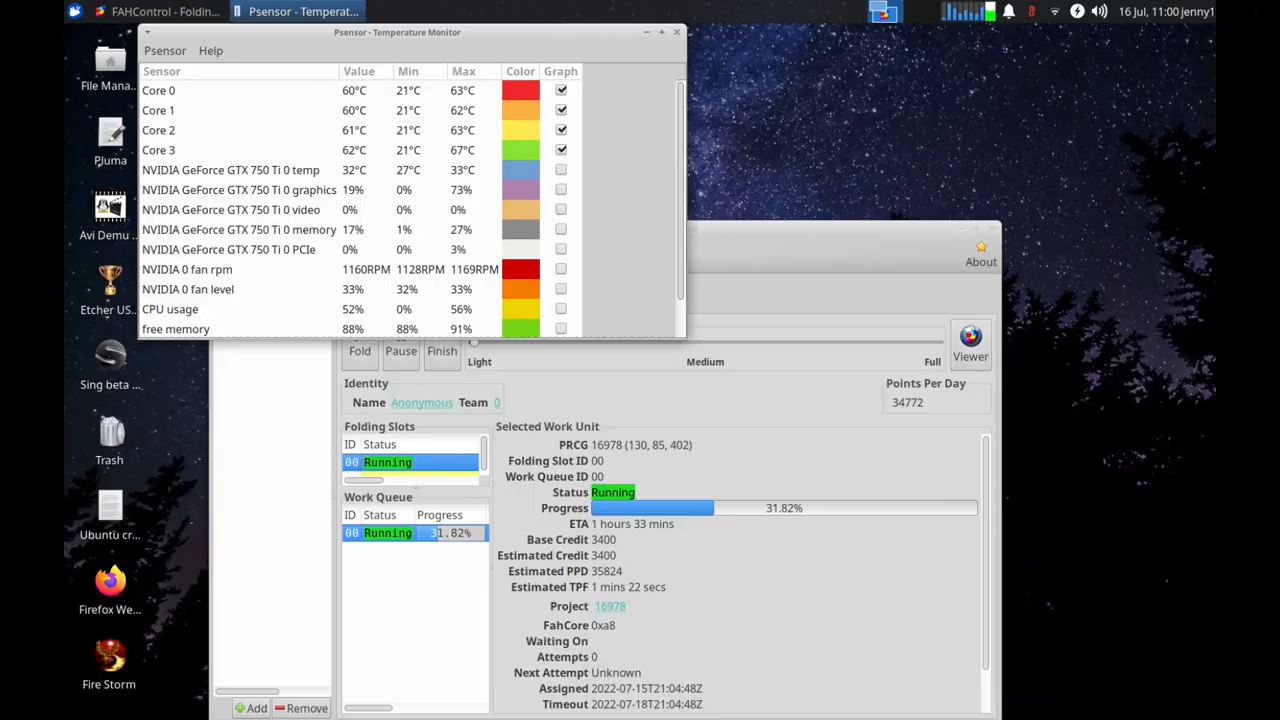 FAHControl - Foldin...
Psensor - Temperat...
16 Jul, 11:00 jenny1
Psensor - Temperature Monitor
Psensor Help
Sensor Value Min Max Color Graph
Core 0 60°C 21°C 63°C
Core 1 60°C 21°C 62°C
Core 2 61°C 21°C 63°C
Core 3 62°C 21°C 67°C
NVIDIA GeForce GTX 750 Ti 0 temp 32°C 27°C 33°C
NVIDIA GeForce GTX 750 Ti 0 graphics 19% 0% 73%
NVIDIA GeForce GTX 750 Ti 0 video 0% 0% 0%
NVIDIA GeForce GTX 750 Ti 0 memory 17% 1% 27%
NVIDIA GeForce GTX 750 Ti 0 PCIe 0% 0% 3%
NVIDIA 0 fan rpm 1160RPM 1128RPM 1169RPM
NVIDIA 0 fan level 33% 32% 33%
CPU usage 52% 0% 56%
free memory 88% 88% 91%
File Mana...
Pluma
Avi Demu ...
Etcher US...
Sing beta ...
Trash
Ubuntu cr...
Firefox We...
Fire Storm
About
Fold Pause Finish
Light Medium Full
Viewer
Identity
Name Anonymous Team 0
Points Per Day
34772
Folding Slots
ID Status
00 Running
Work Queue
ID Status Progress
00 Running 31.82%
Selected Work Unit
PRCG 16978 (130, 85, 402)
Folding Slot ID 00
Work Queue ID 00
Status Running
Progress 31.82%
ETA 1 hours 33 mins
Base Credit 3400
Estimated Credit 3400
Estimated PPD 35824
Estimated TPF 1 mins 22 secs
Project 16978
FahCore 0xa8
Waiting On
Attempts 0
Next Attempt Unknown
Assigned 2022-07-15T21:04:48Z
Timeout 2022-07-18T21:04:48Z
Add Remove